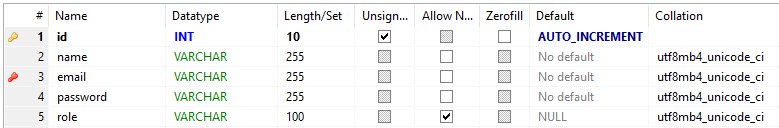 # Name Datatype Length/Set Unsign... Allow N... Zerofill Default Collation
1 id INT 10 AUTO_INCREMENT
2 name VARCHAR 255 No default utf8mb4_unicode_ci
3 email VARCHAR 255 No default utf8mb4_unicode_ci
4 password VARCHAR 255 No default utf8mb4_unicode_ci
5 role VARCHAR 100 NULL utf8mb4_unicode_ci